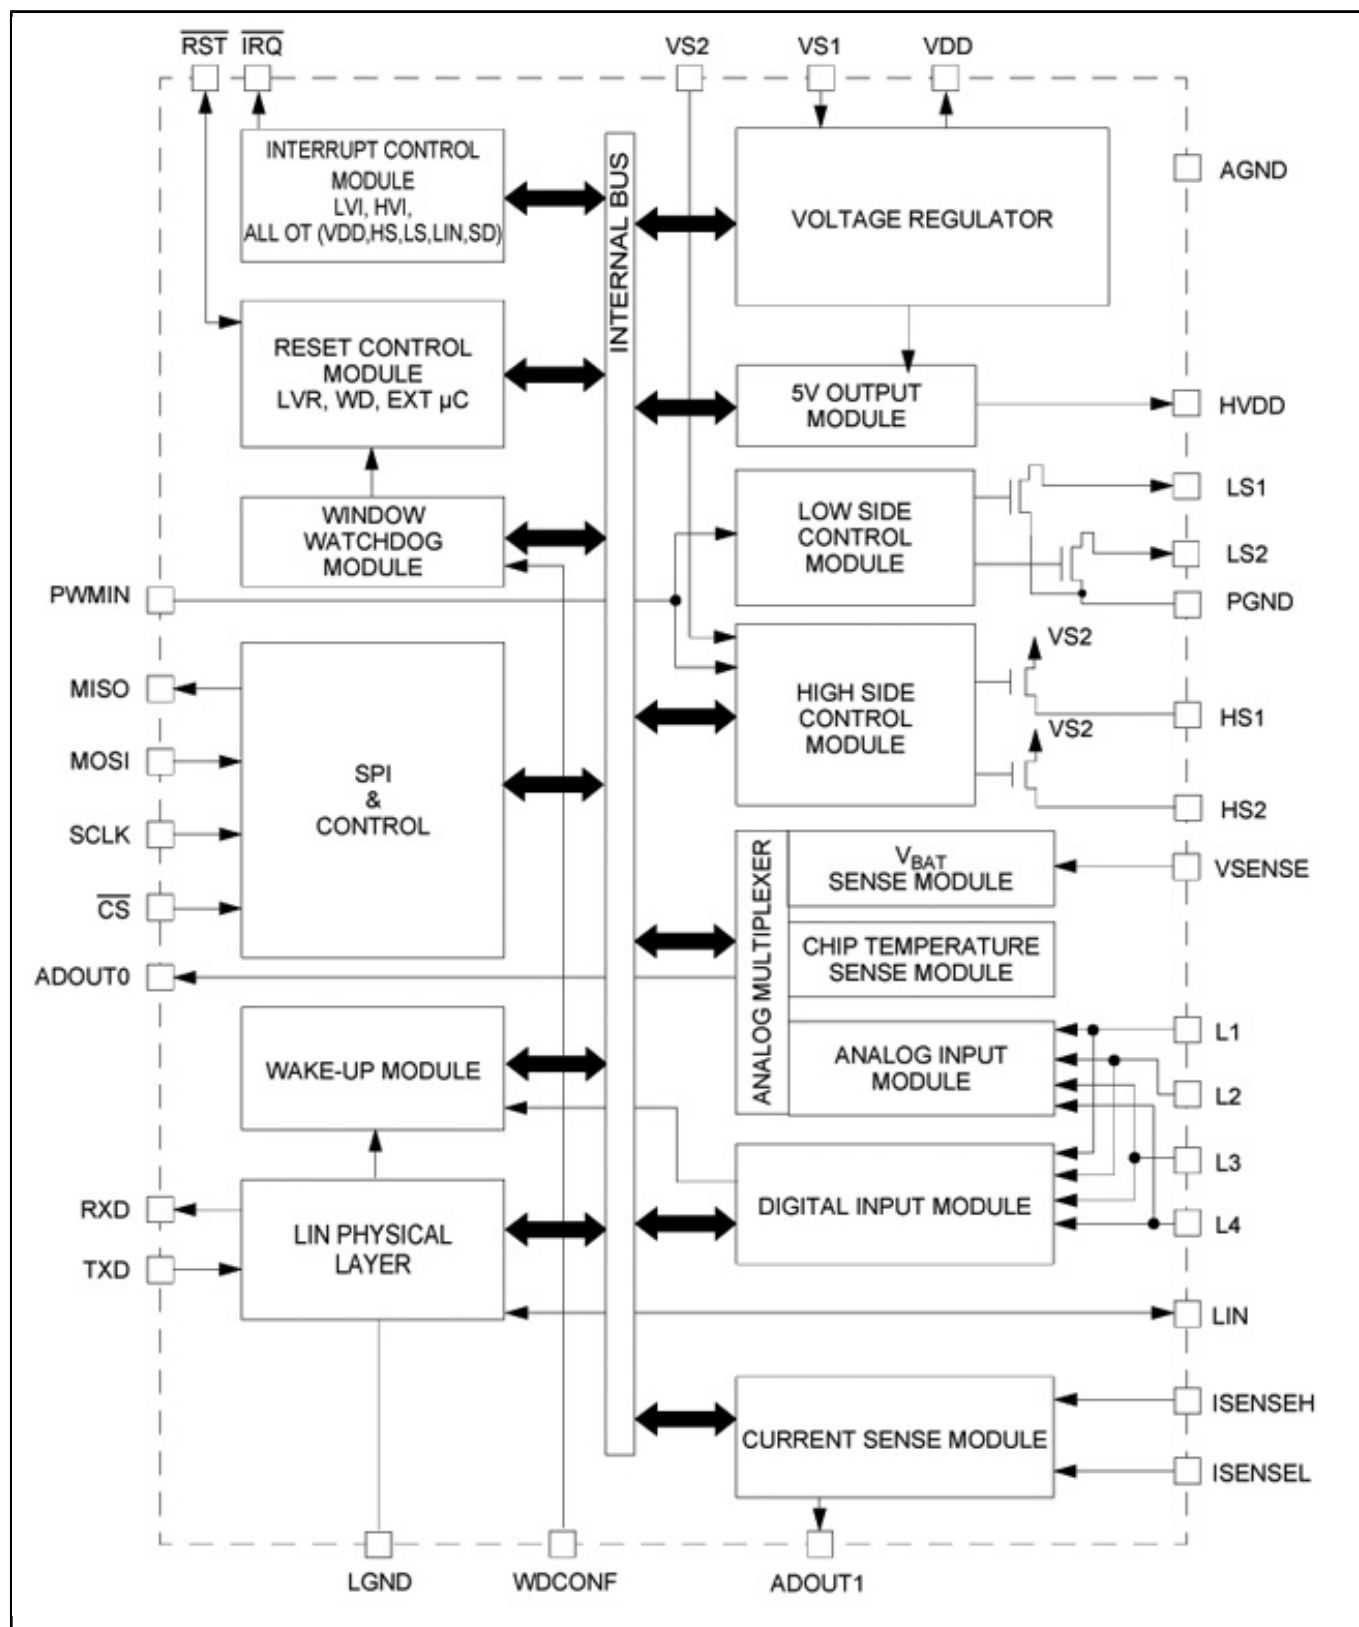 RST IRQ VS2 VS1 VDD
INTERRUPT CONTROL
MODULE
LVI, HVI,
ALL OT (VDD,HS,LS,LIN,SD)
INTERNAL BUS
VOLTAGE REGULATOR
AGND
RESET CONTROL
MODULE
LVR, WD, EXT µC
5V OUTPUT
MODULE
HVDD
WINDOW
WATCHDOG
MODULE
LOW SIDE
CONTROL
MODULE
LS1
LS2
PGND
PWMIN
MISO
MOSI
SCLK
CS
SPI
&
CONTROL
HIGH SIDE
CONTROL
MODULE
VS2
HS1
VS2
HS2
ANALOG MULTIPLEXER
VBAT
SENSE MODULE
VSENSE
CHIP TEMPERATURE
SENSE MODULE
ADOUT0
WAKE-UP MODULE
ANALOG INPUT
MODULE
L1
L2
L3
L4
DIGITAL INPUT MODULE
RXD
TXD
LIN PHYSICAL
LAYER
LIN
CURRENT SENSE MODULE
ISENSEH
ISENSEL
LGND WDCONF ADOUT1